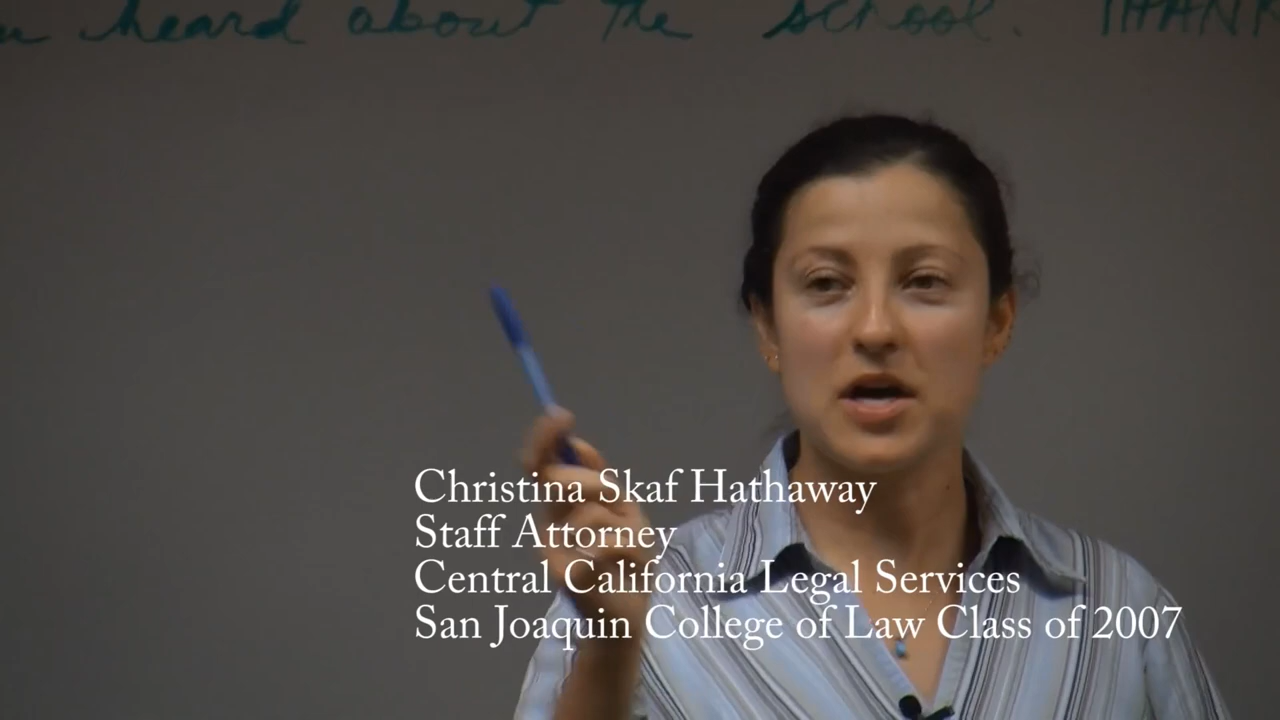 heard about the school. THANK
Christina Skaf Hathaway
Staff Attorney
Central California Legal Services
San Joaquin College of Law Class of 2007